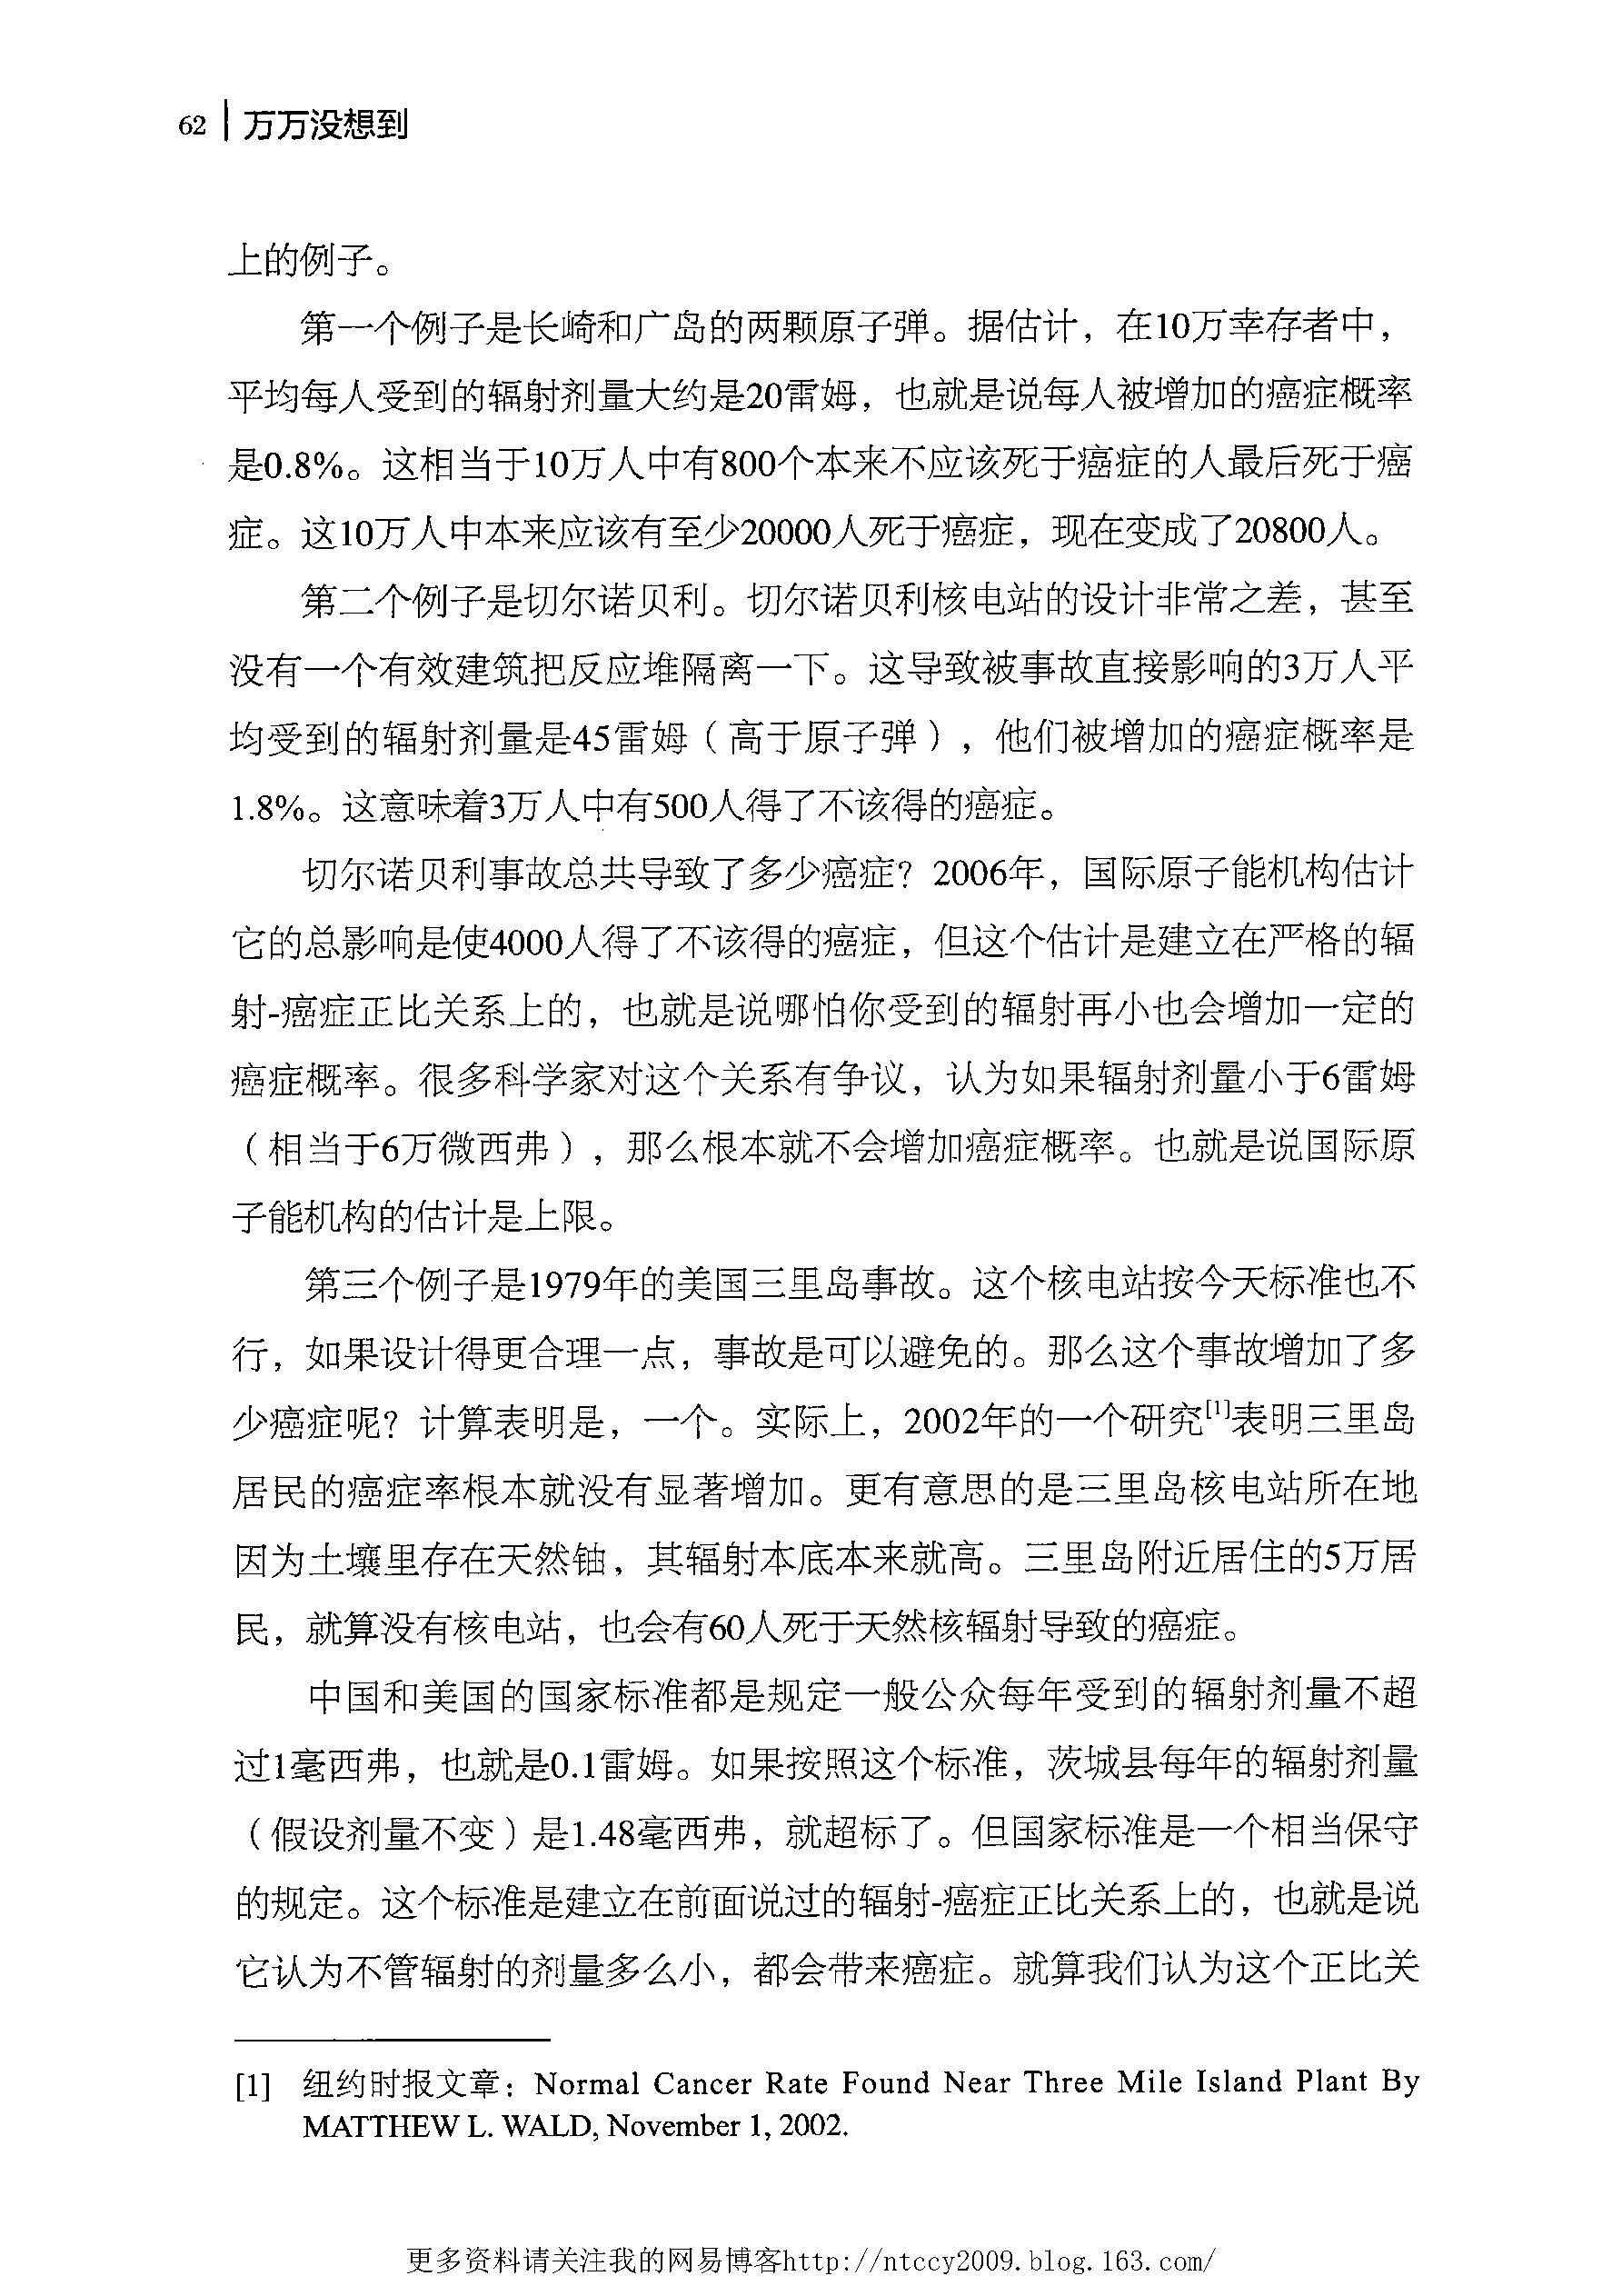 62 万万没想到
上的例子。
第一个例子是长崎和广岛的两颗原子弹。据估计，在10万幸存者中，
平均每人受到的辐射剂量大约是20雷姆，也就是说每人被增加的癌症概率
是0.8%。这相当于10万人中有800个本来不应该死于癌症的人最后死于癌
症。这10万人中本来应该有至少20000人死于癌症，现在变成了20800人。
第二个例子是切尔诺贝利。切尔诺贝利核电站的设计非常之差，甚至
没有一个有效建筑把反应堆隔离一下。这导致被事故直接影响的3万人平
均受到的辐射剂量是45雷姆（高于原子弹），他们被增加的癌症概率是
1.8%。这意味着3万人中有500人得了不该得的癌症。
切尔诺贝利事故总共导致了多少癌症？2006年，国际原子能机构估计
它的总影响是使4000人得了不该得的癌症，但这个估计是建立在严格的辐
射-癌症正比关系上的，也就是说哪怕你受到的辐射再小也会增加一定的
癌症概率。很多科学家对这个关系有争议，认为如果辐射剂量小于6雷姆
（相当于6万微西弗），那么根本就不会增加癌症概率。也就是说国际原
子能机构的估计是上限。
第三个例子是1979年的美国三里岛事故。这个核电站按今天标准也不
行，如果设计得更合理一点，事故是可以避免的。那么这个事故增加了多
少癌症呢？计算表明是，一个。实际上，2002年的一个研究[1]表明三里岛
居民的癌症率根本就没有显著增加。更有意思的是三里岛核电站所在地
因为土壤里存在天然铀，其辐射本底本来就高。三里岛附近居住的5万居
民，就算没有核电站，也会有60人死于天然核辐射导致的癌症。
中国和美国的国家标准都是规定一般公众每年受到的辐射剂量不超
过1毫西弗，也就是0.1雷姆。如果按照这个标准，茨城县每年的辐射剂量
（假设剂量不变）是1.48毫西弗，就超标了。但国家标准是一个相当保守
的规定。这个标准是建立在前面说过的辐射-癌症正比关系上的，也就是说
它认为不管辐射的剂量多么小，都会带来癌症。就算我们认为这个正比关
[1] 纽约时报文章：Normal Cancer Rate Found Near Three Mile Island Plant By
MATTHEW L. WALD, November 1, 2002.
更多资料请关注我的网易博客http://ntccy2009.blog.163.com/